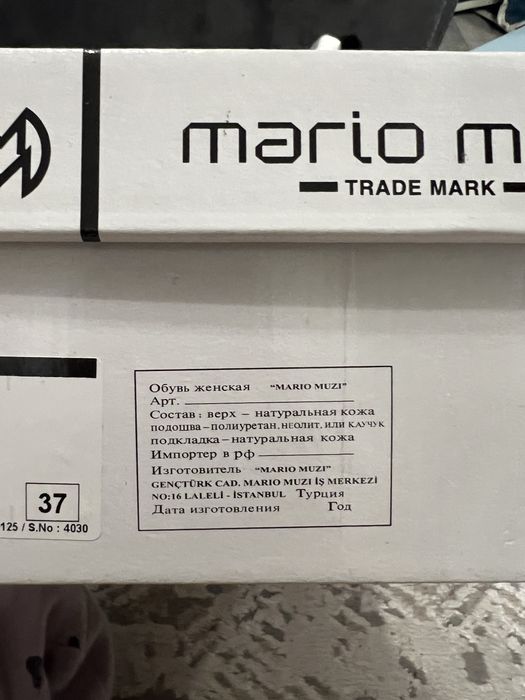 mario m
TRADE MARK
Обувь женская "MARIO MUZI"
Арт.
Состав : верх – натуральная кожа
подошва – полиуретан, неолит, или каучук
подкладка – натуральная кожа
Импортер в рф
Изготовитель "MARIO MUZI"
GENÇTÜRK CAD. MARIO MUZI İŞ MERKEZİ
NO:16 LALELİ - İSTANBUL Турция
Дата изготовления Год
37
125 / S.No : 4030